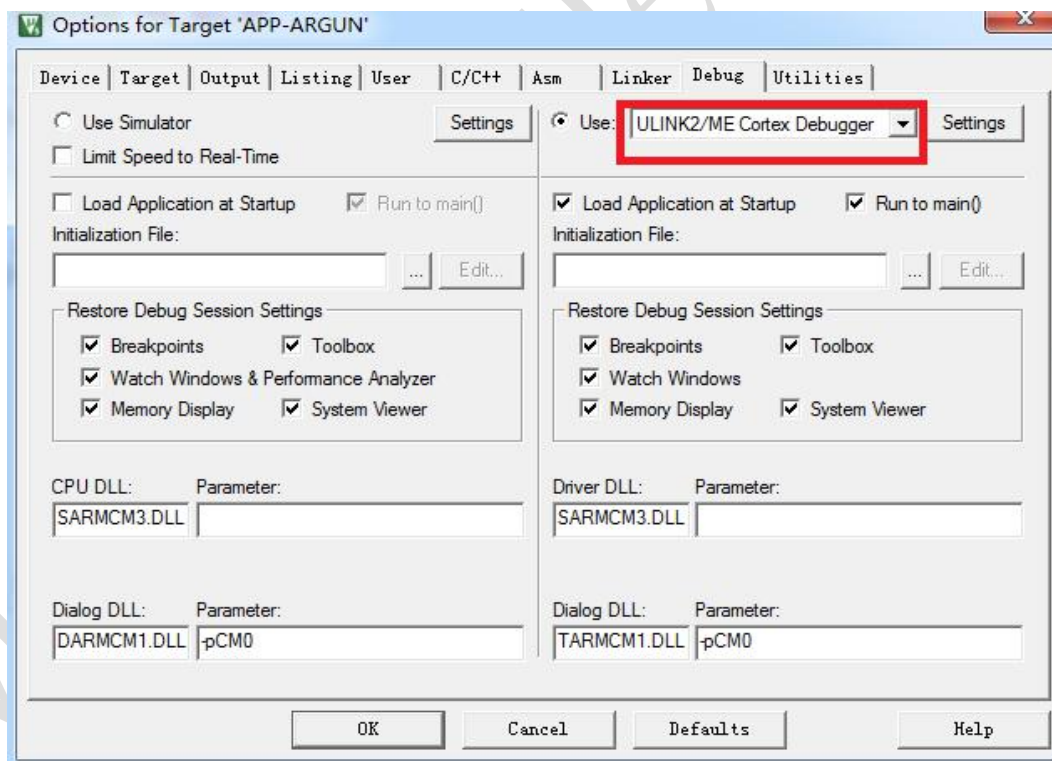 Options for Target 'APP-ARGUN'
Device Target Output Listing User C/C++ Asm Linker Debug Utilities
Use Simulator Settings Use: ULINK2/ME Cortex Debugger Settings
Limit Speed to Real-Time
Load Application at Startup Run to main() Load Application at Startup Run to main()
Initialization File: Initialization File:
... Edit... ... Edit...
Restore Debug Session Settings Restore Debug Session Settings
Breakpoints Toolbox Breakpoints Toolbox
Watch Windows & Performance Analyzer Watch Windows
Memory Display System Viewer Memory Display System Viewer
CPU DLL: Parameter: Driver DLL: Parameter:
SARMCM3.DLL SARMCM3.DLL
Dialog DLL: Parameter: Dialog DLL: Parameter:
DARMCM1.DLL -pCM0 TARMCM1.DLL -pCM0
OK Cancel Defaults Help